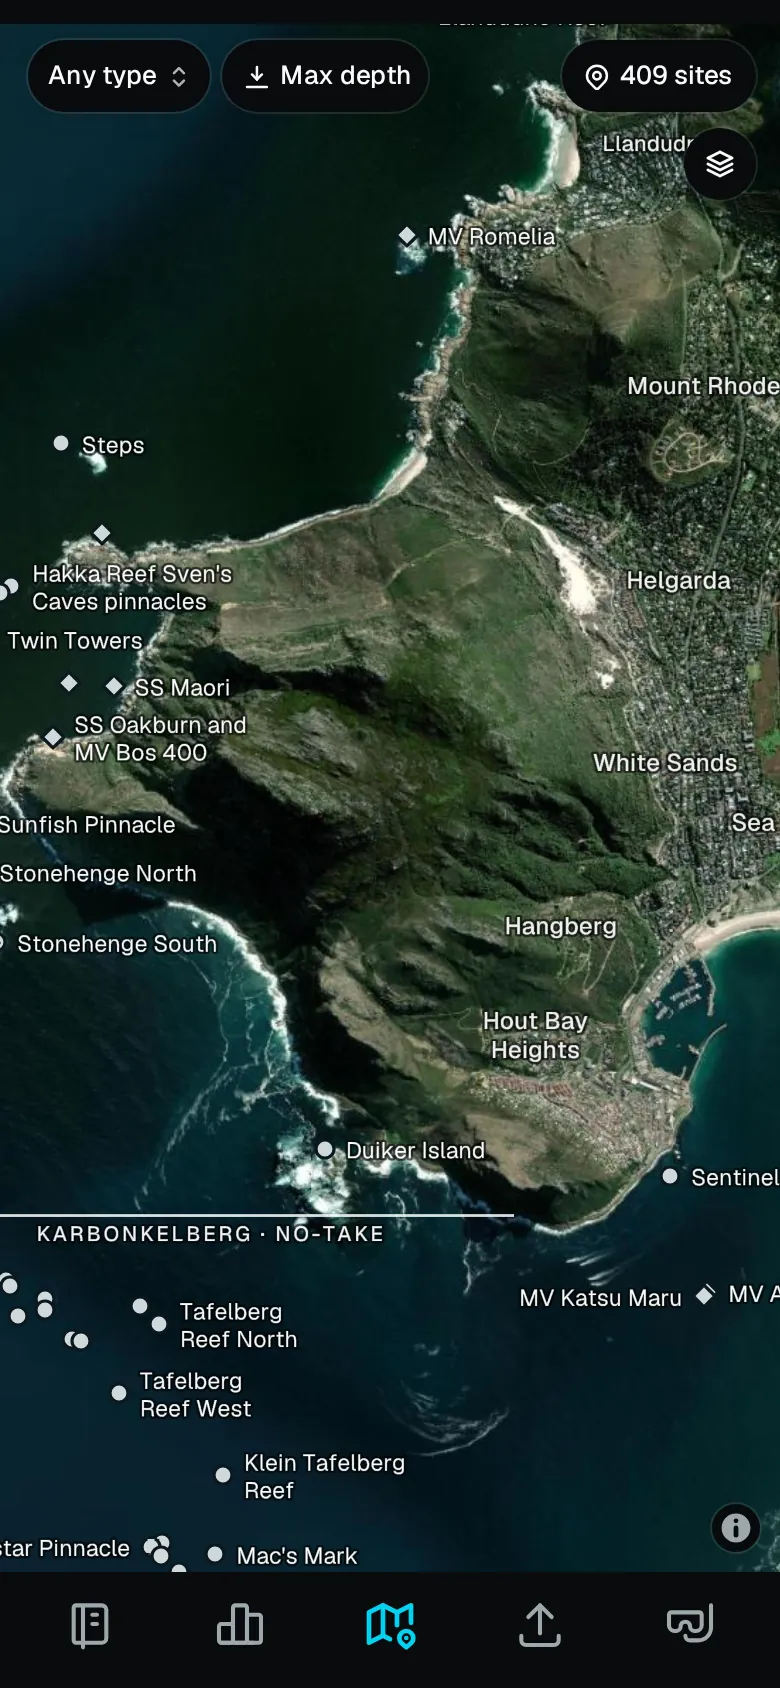 Any type
Max depth
409 sites
MV Romelia
Mount Rhode
Steps
Hakka Reef Sven's
Caves pinnacles
Helgarda
Twin Towers
SS Maori
SS Oakburn and
MV Bos 400
White Sands
Sunfish Pinnacle
Sea
Stonehenge North
Hangberg
Stonehenge South
Hout Bay
Heights
Duiker Island
Sentinel
KARBONKELBERG · NO-TAKE
MV Katsu Maru
MV A
Tafelberg
Reef North
Tafelberg
Reef West
Klein Tafelberg
Reef
star Pinnacle
Mac's Mark